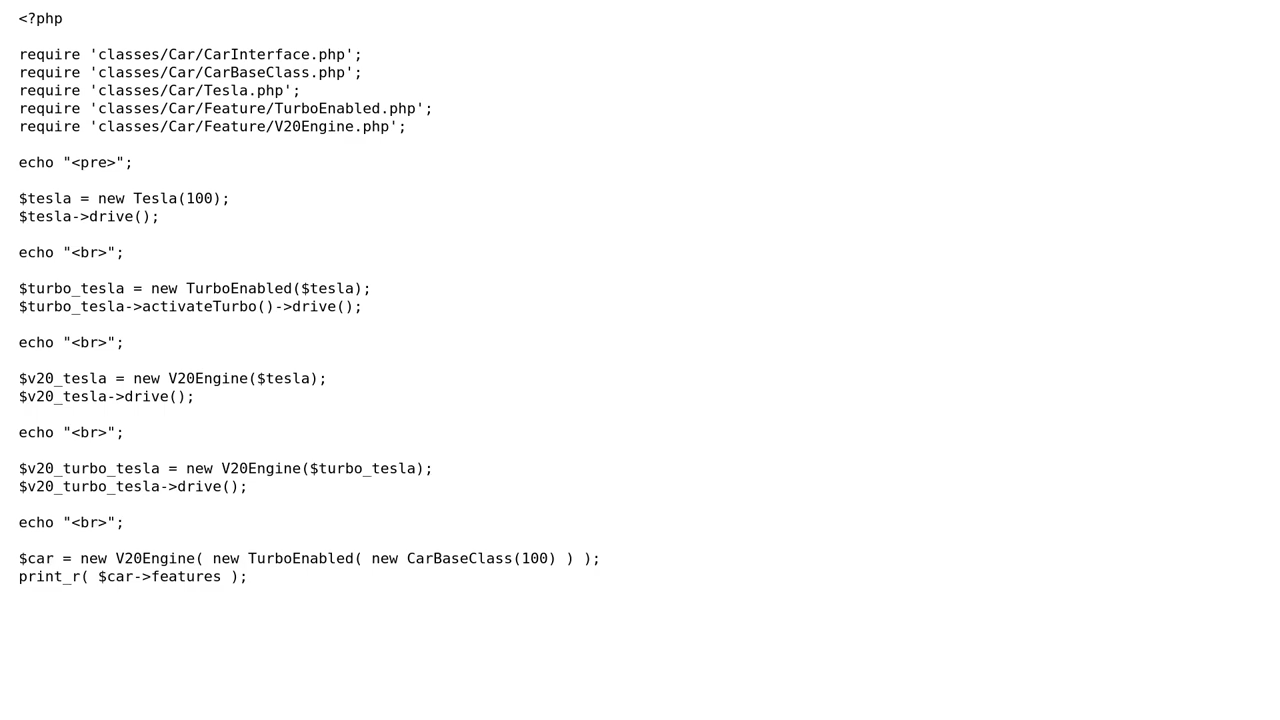 <?php
require 'classes/Car/CarInterface.php';
require 'classes/Car/CarBaseClass.php';
require 'classes/Car/Tesla.php';
require 'classes/Car/Feature/TurboEnabled.php';
require 'classes/Car/Feature/V20Engine.php';
echo "<pre>";
$tesla = new Tesla(100);
$tesla->drive();
echo "<br>";
$turbo_tesla = new TurboEnabled($tesla);
$turbo_tesla->activateTurbo()->drive();
echo "<br>";
$v20_tesla = new V20Engine($tesla);
$v20_tesla->drive();
echo "<br>";
$v20_turbo_tesla = new V20Engine($turbo_tesla);
$v20_turbo_tesla->drive();
echo "<br>";
$car = new V20Engine( new TurboEnabled( new CarBaseClass(100) ) );
print_r( $car->features );